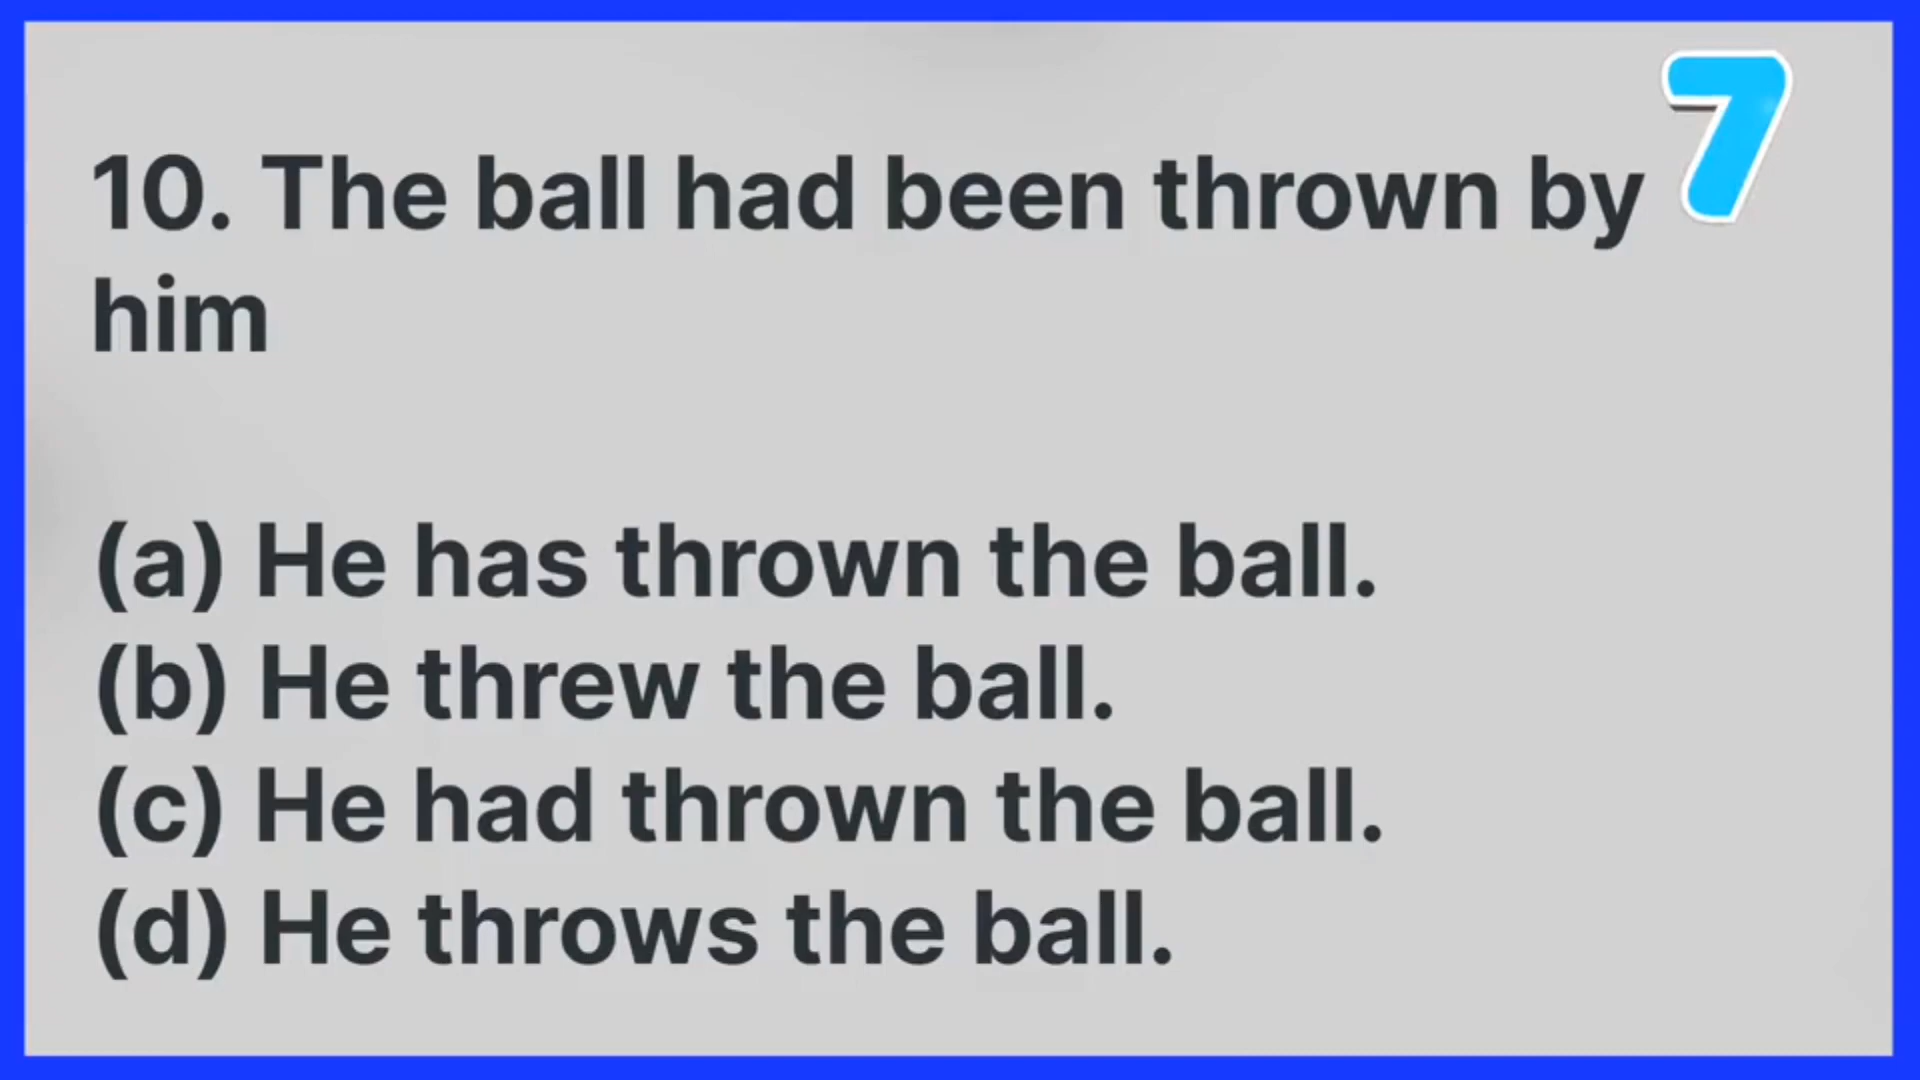 7
10. The ball had been thrown by
him
(a) He has thrown the ball.
(b) He threw the ball.
(c) He had thrown the ball.
(d) He throws the ball.